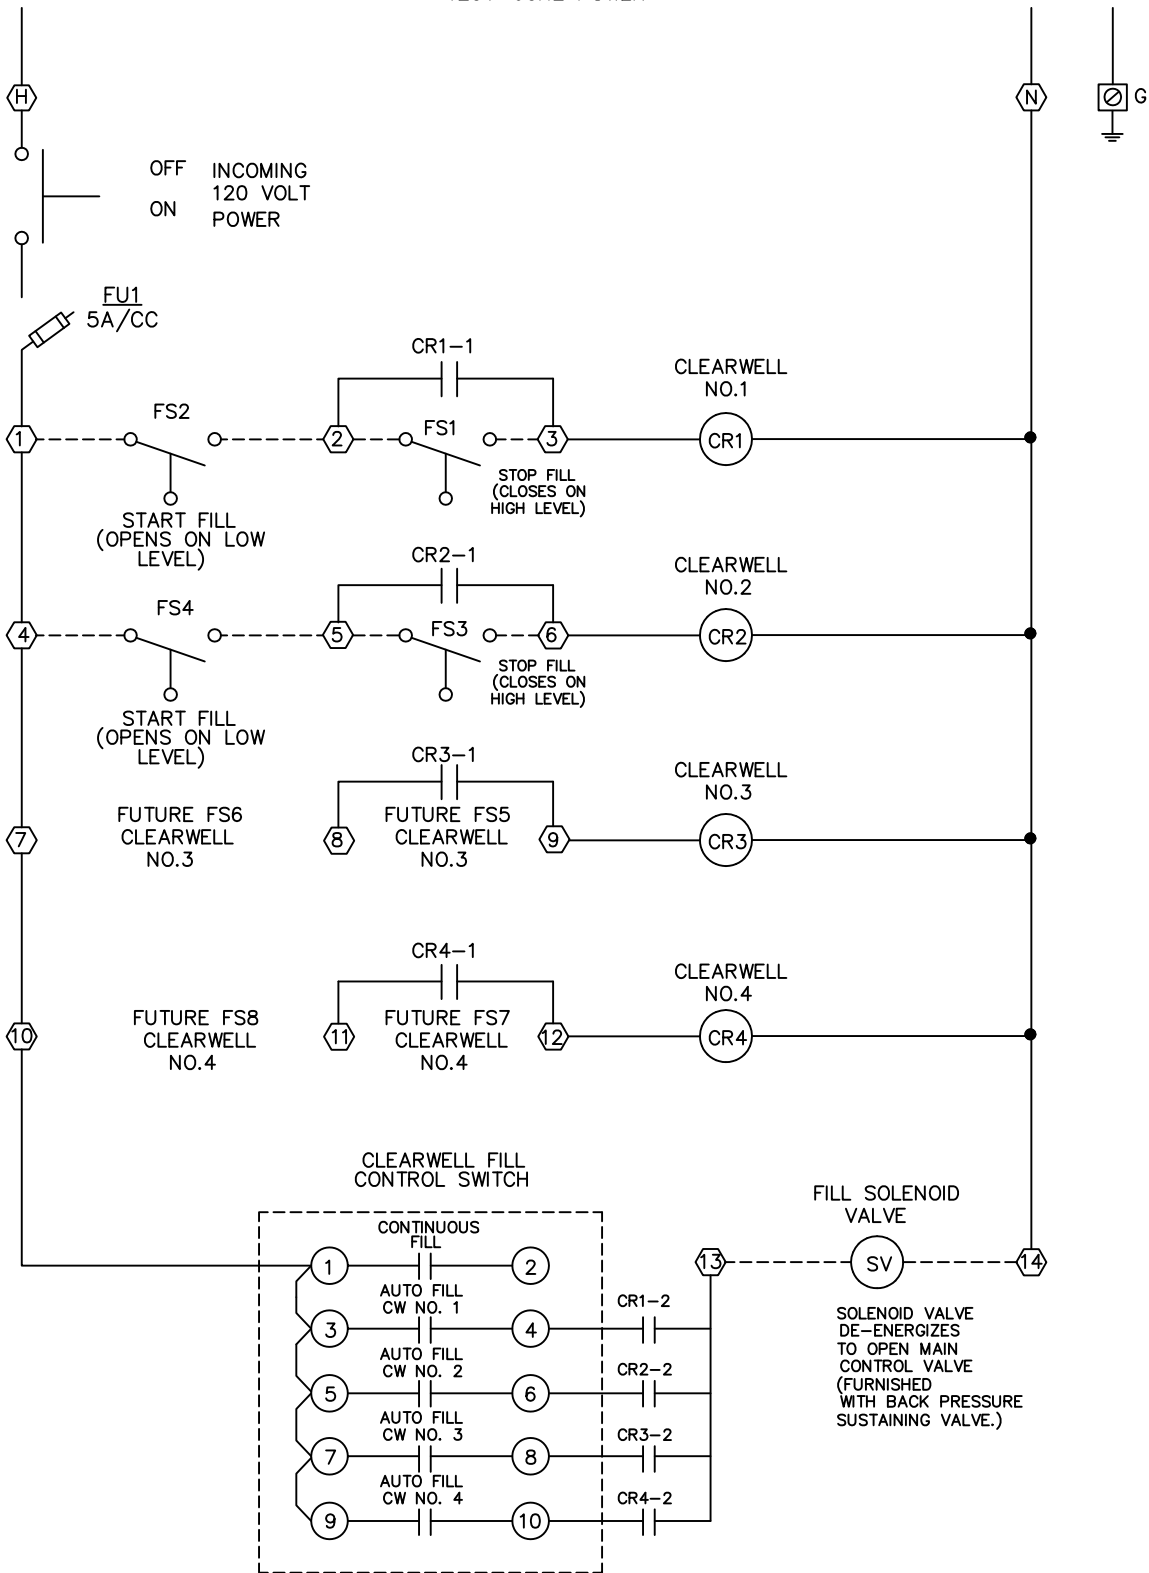 H
N
G
OFF
ON
INCOMING
120 VOLT
POWER
FU1
5A/CC
CR1-1
CLEARWELL
NO.1
1
FS2
2
FS1
3
CR1
START FILL
(OPENS ON LOW
LEVEL)
STOP FILL
(CLOSES ON
HIGH LEVEL)
CR2-1
CLEARWELL
NO.2
4
FS4
5
FS3
6
CR2
START FILL
(OPENS ON LOW
LEVEL)
STOP FILL
(CLOSES ON
HIGH LEVEL)
CR3-1
CLEARWELL
NO.3
7
FUTURE FS6
CLEARWELL
NO.3
8
FUTURE FS5
CLEARWELL
NO.3
9
CR3
CR4-1
CLEARWELL
NO.4
10
FUTURE FS8
CLEARWELL
NO.4
11
FUTURE FS7
CLEARWELL
NO.4
12
CR4
CLEARWELL FILL
CONTROL SWITCH
FILL SOLENOID
VALVE
CONTINUOUS
FILL
1
2
13
SV
14
AUTO FILL
CW NO. 1
3
4
CR1-2
AUTO FILL
CW NO. 2
5
6
CR2-2
AUTO FILL
CW NO. 3
7
8
CR3-2
AUTO FILL
CW NO. 4
9
10
CR4-2
SOLENOID VALVE
DE-ENERGIZES
TO OPEN MAIN
CONTROL VALVE
(FURNISHED
WITH BACK PRESSURE
SUSTAINING VALVE.)